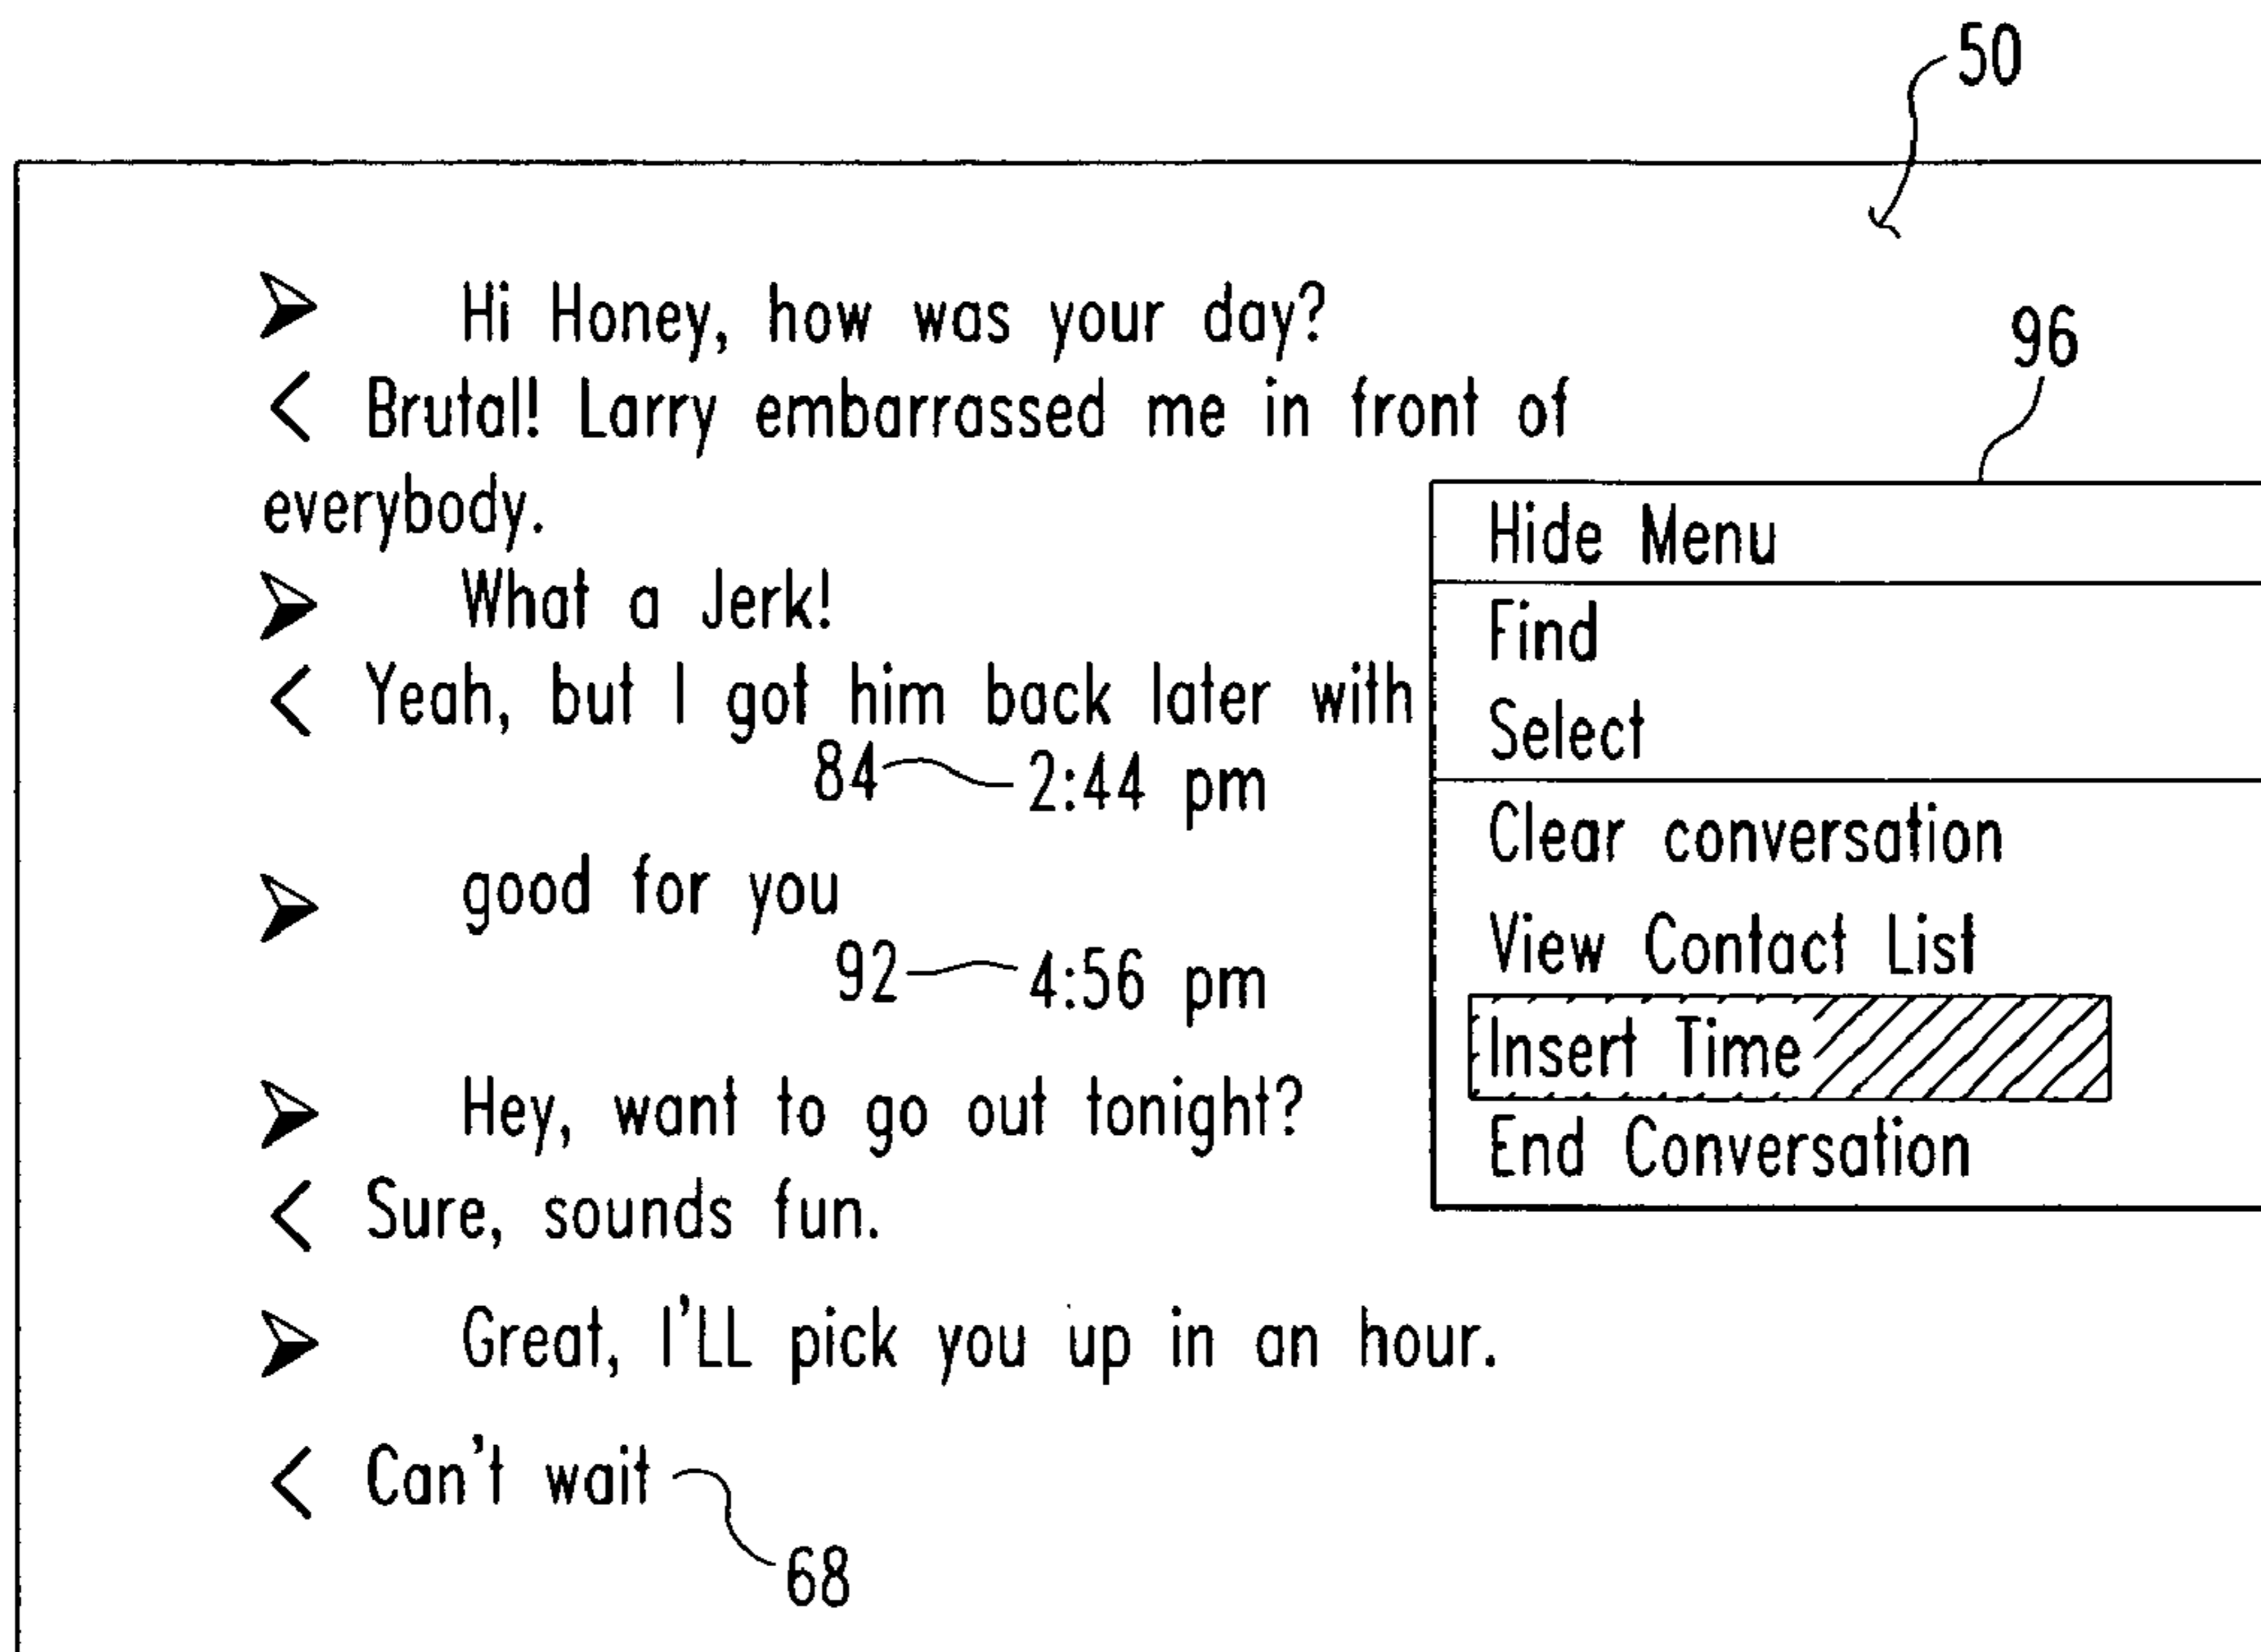 50
Hi Honey, how was your day?
< Brutal! Larry embarrassed me in front of
everybody.
What a Jerk!
< Yeah, but I got him back later with
84 2:44 pm
good for you
92 4:56 pm
Hey, want to go out tonight?
< Sure, sounds fun.
Great, I'LL pick you up in an hour.
< Can't wait
68
96
Hide Menu
Find
Select
Clear conversation
View Contact List
Insert Time
End Conversation